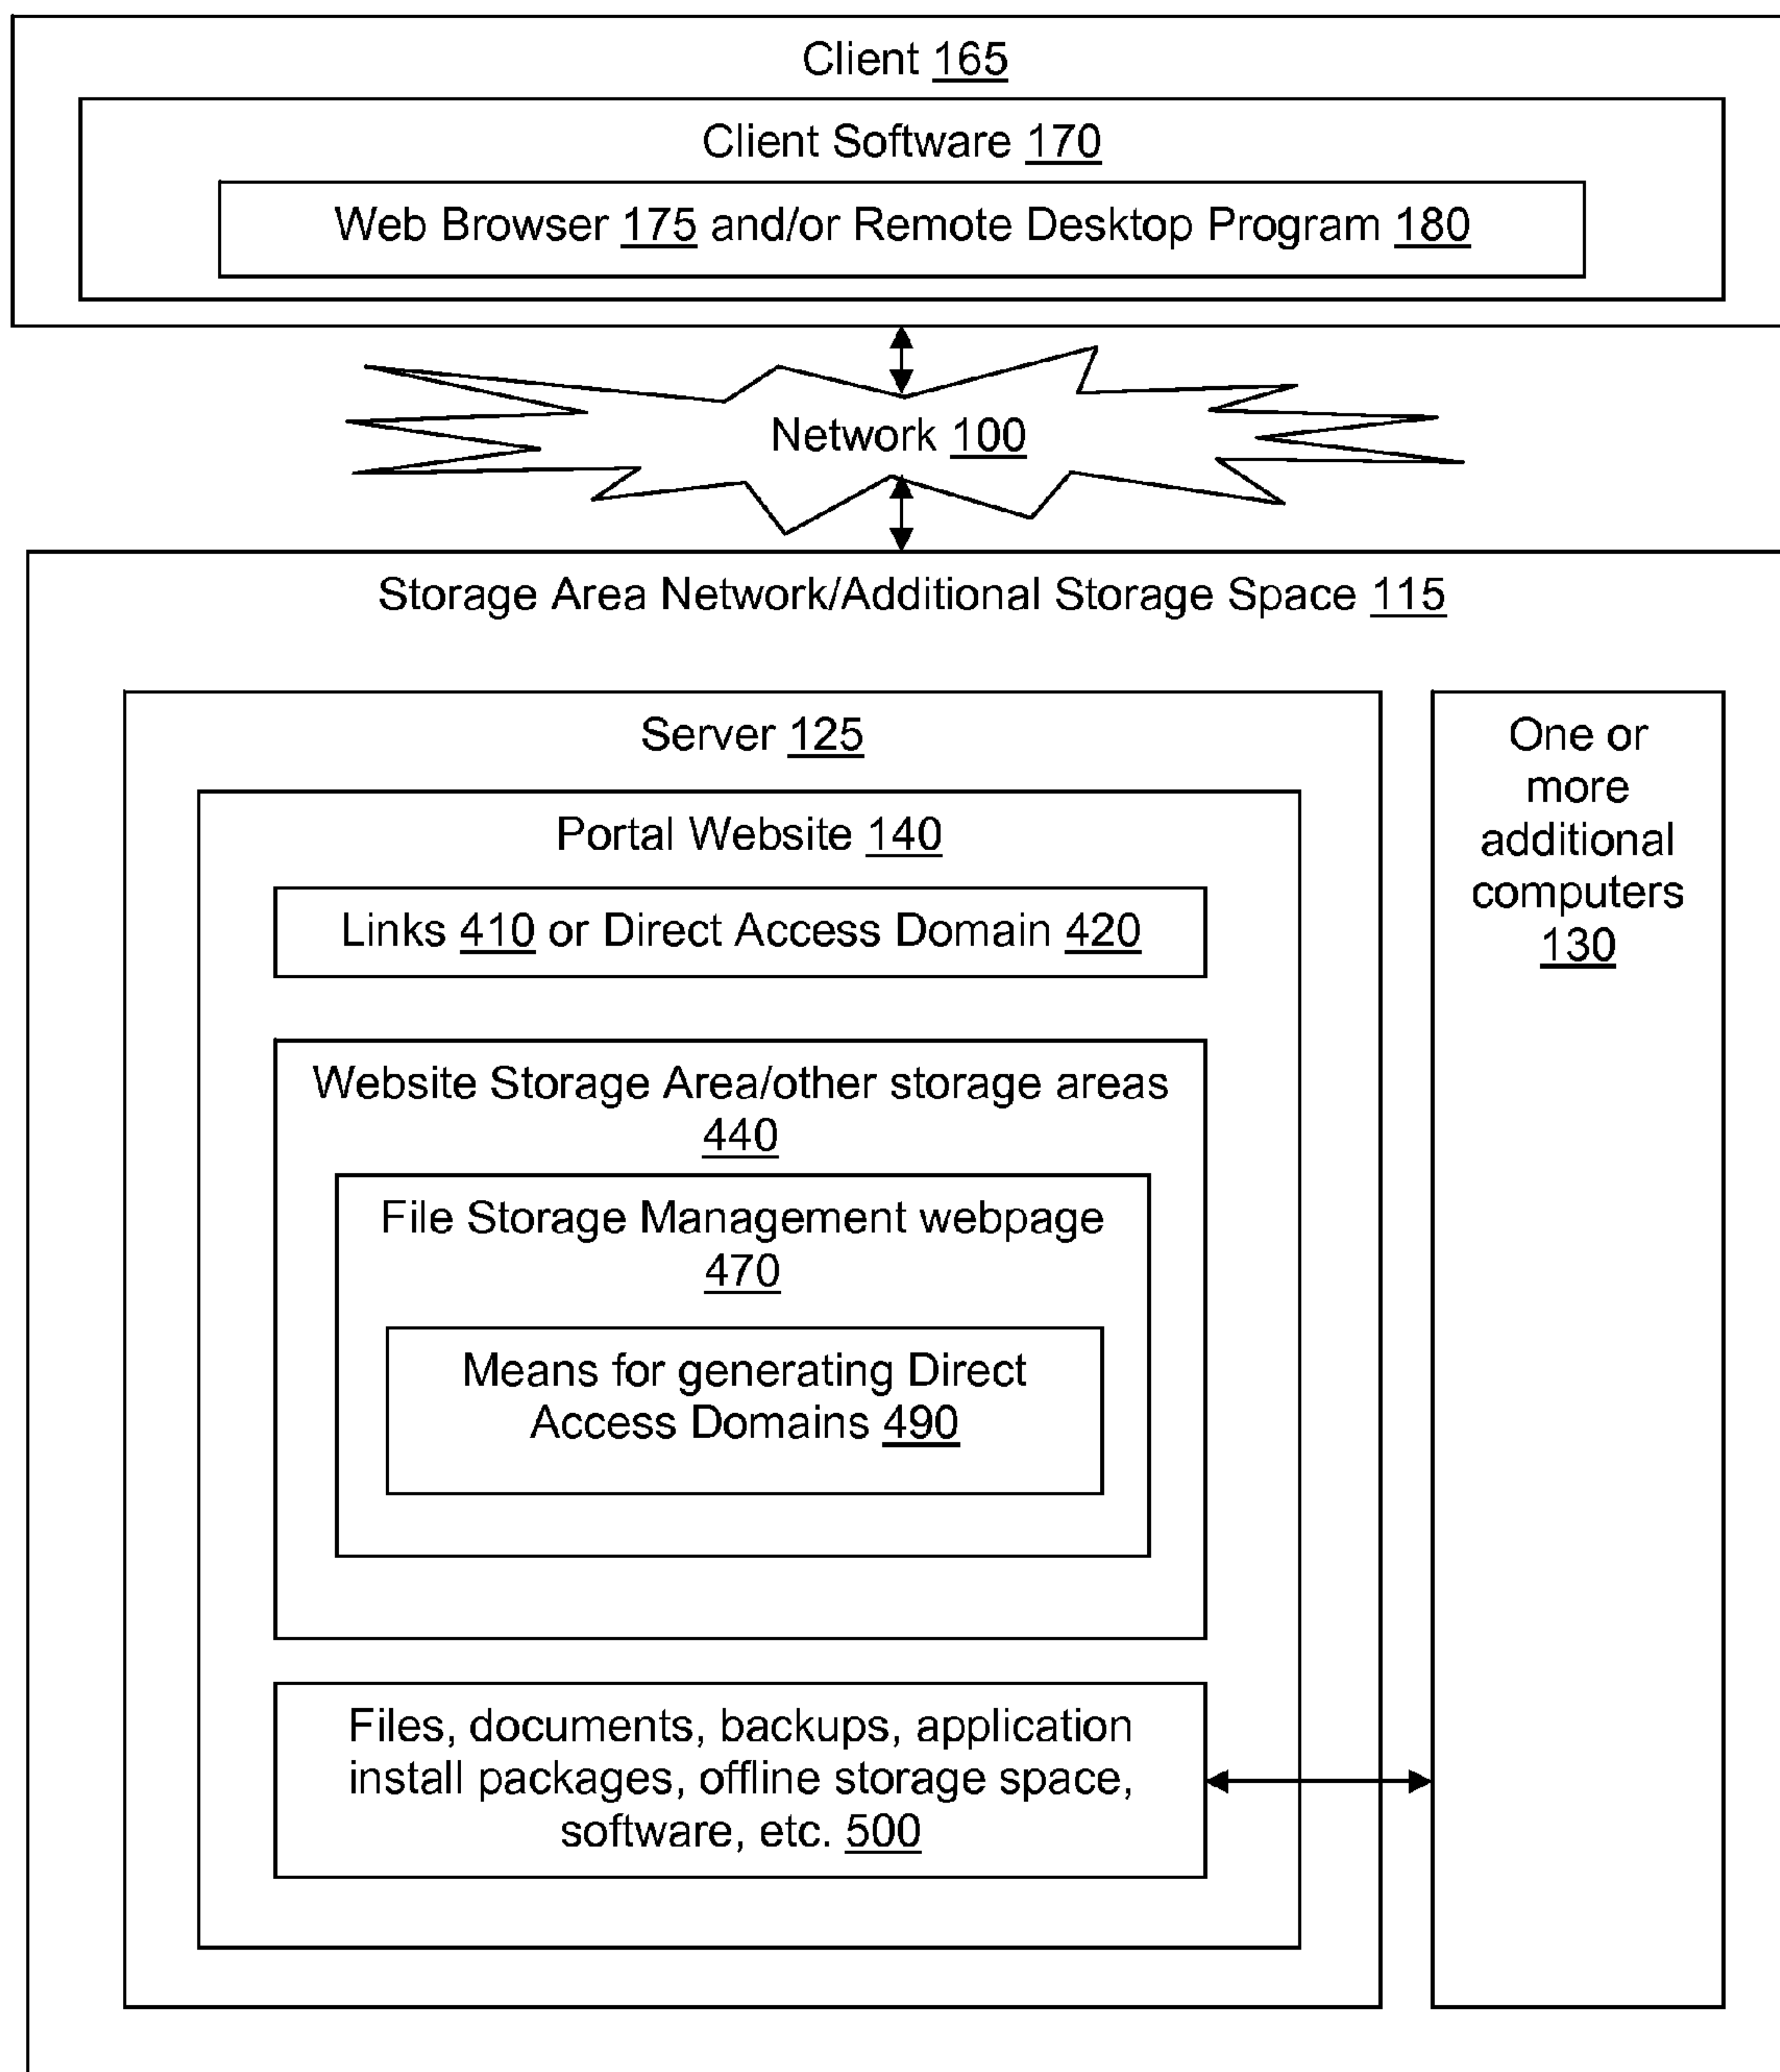 Client 165
Client Software 170
Web Browser 175 and/or Remote Desktop Program 180
Network 100
Storage Area Network/Additional Storage Space 115
Server 125
Portal Website 140
Links 410 or Direct Access Domain 420
Website Storage Area/other storage areas
440
File Storage Management webpage
470
Means for generating Direct
Access Domains 490
Files, documents, backups, application
install packages, offline storage space,
software, etc. 500
One or
more
additional
computers
130